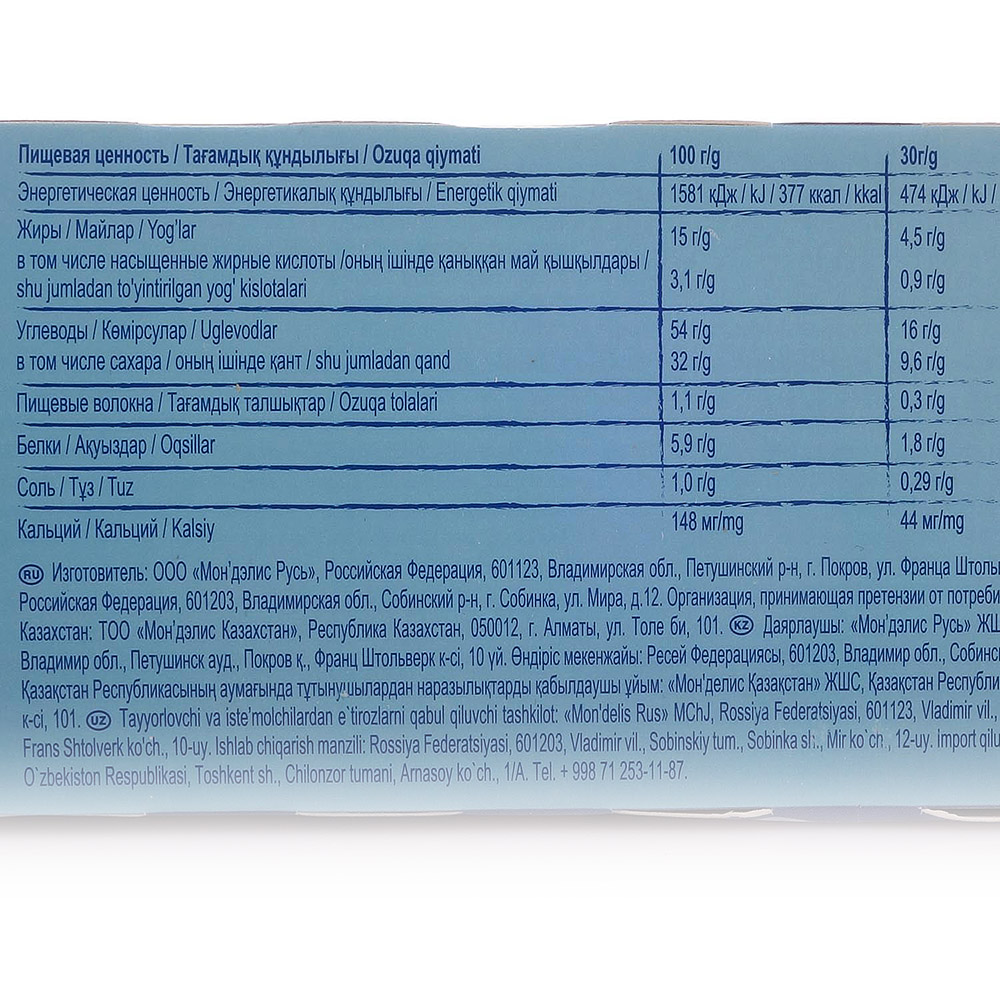 Пищевая ценность / Тағамдық құндылығы / Ozuqa qiymati 100 г/g 30г/g
Энергетическая ценность / Энергетикалық құндылығы / Energetik qiymati 1581 кДж / kJ / 377 ккал / kkal 474 кДж / kJ /
Жиры / Майлар / Yog'lar 15 г/g 4,5 г/g
в том числе насыщенные жирные кислоты /оның ішінде қаныққан май қышқылдары /
shu jumladan to'yintirilgan yog' kislotalari 3,1 г/g 0,9 г/g
Углеводы / Көмірсулар / Uglevodlar 54 г/g 16 г/g
в том числе сахара / оның ішінде қант / shu jumladan qand 32 г/g 9,6 г/g
Пищевые волокна / Тағамдық талшықтар / Ozuqa tolalari 1,1 г/g 0,3 г/g
Белки / Ақуыздар / Oqsillar 5,9 г/g 1,8 г/g
Соль / Тұз / Tuz 1,0 г/g 0,29 г/g
Кальций / Кальций / Kalsiy 148 мг/mg 44 мг/mg
RU Изготовитель: ООО «Мон'дэлис Русь», Российская Федерация, 601123, Владимирская обл., Петушинский р-н, г. Покров, ул. Франца
Российская Федерация, 601203, Владимирская обл., Собинский р-н, г. Собинка, ул. Мира, д.12. Организация, принимающая претензии от
Казахстан: ТОО «Мон'дэлис Казахстан», Республика Казахстан, 050012, г. Алматы, ул. Толе би, 101. KZ Даярлаушы: «Мон'дэлис Русь»
Владимир обл., Петушинск ауд., Покров қ., Франц Штольверк к-сі, 10 үй. Өндіріс мекенжайы: Ресей Федерациясы, 601203, Владимир обл.,
Қазақстан Республикасының аумағында тұтынушылардан наразылықтарды қабылдаушы ұйым: «Мон'делис Қазақстан» ЖШС, Қазақстан
к-сі, 101. UZ Tayyorlovchi va iste'molchilardan e`tirozlarni qabul qiluvchi tashkilot: «Mon'delis Rus» MChJ, Rossiya Federatsiyasi, 601123, Vladimir vil.,
Frans Shtolverk ko'ch., 10-uy. Ishlab chiqarish manzili: Rossiya Federatsiyasi, 601203, Vladimir vil., Sobinskiy tum., Sobinka sh., Mir ko`ch., 12-uy. import
O`zbekiston Respublikasi, Toshkent sh., Chilonzor tumani, Arnasoy ko`ch., 1/A. Tel. + 998 71 253-11-87.